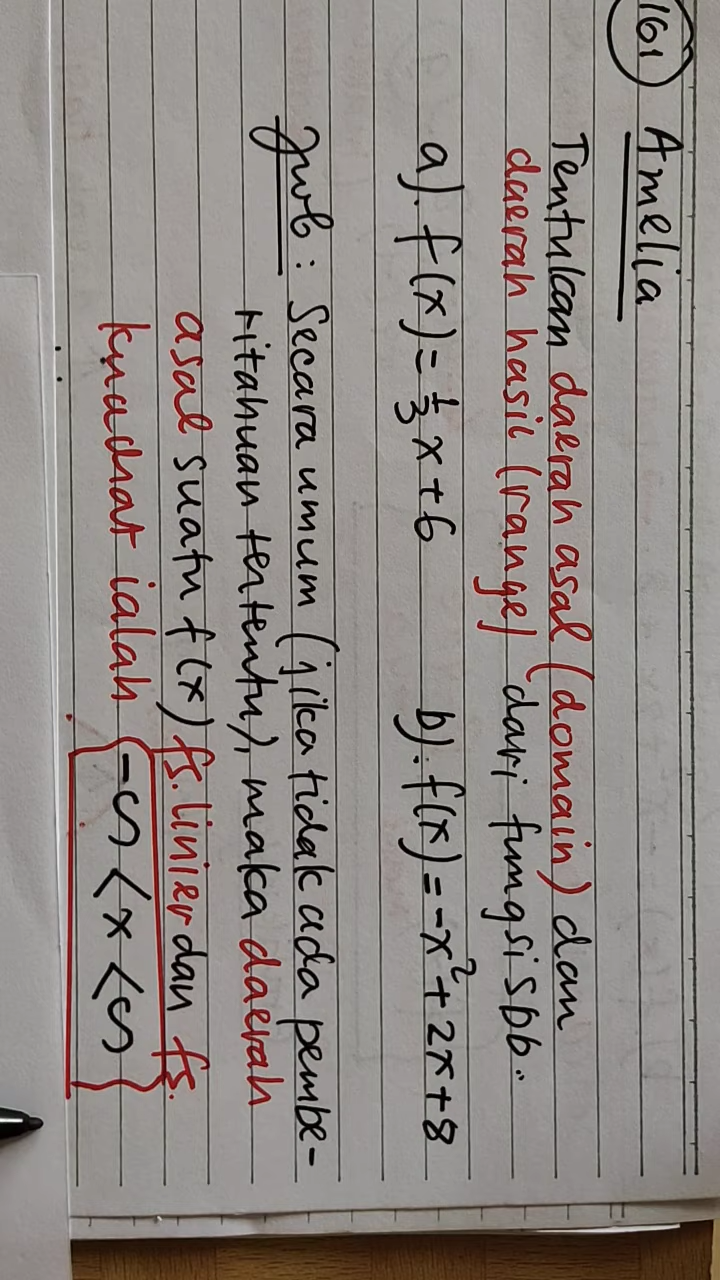 161
Amelia
Tentukan daerah asal (domain) dan
daerah hasil (range) dari fungsi sbb.
a). f(x) = 1/3 x + 6 b). f(x) = -x² + 2x + 8
Jwb : Secara umum (jika tidak ada pembe-
ritahuan tertentu), maka daerah
asal suatu f(x) fs. linier dan fs.
kuadrat ialah {-∽ < x < ∽}